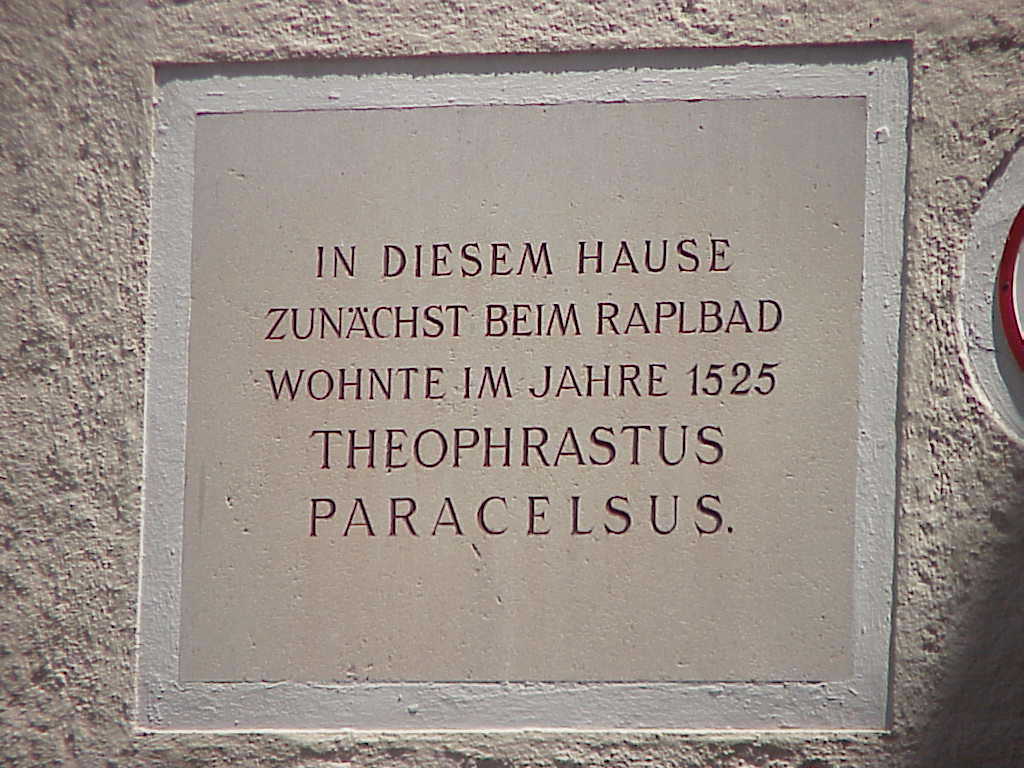 IN DIESEM HAUSE
ZUNÄCHST BEIM RAPLBAD
WOHNTE IM JAHRE 1525
THEOPHRASTUS
PARACELSUS.